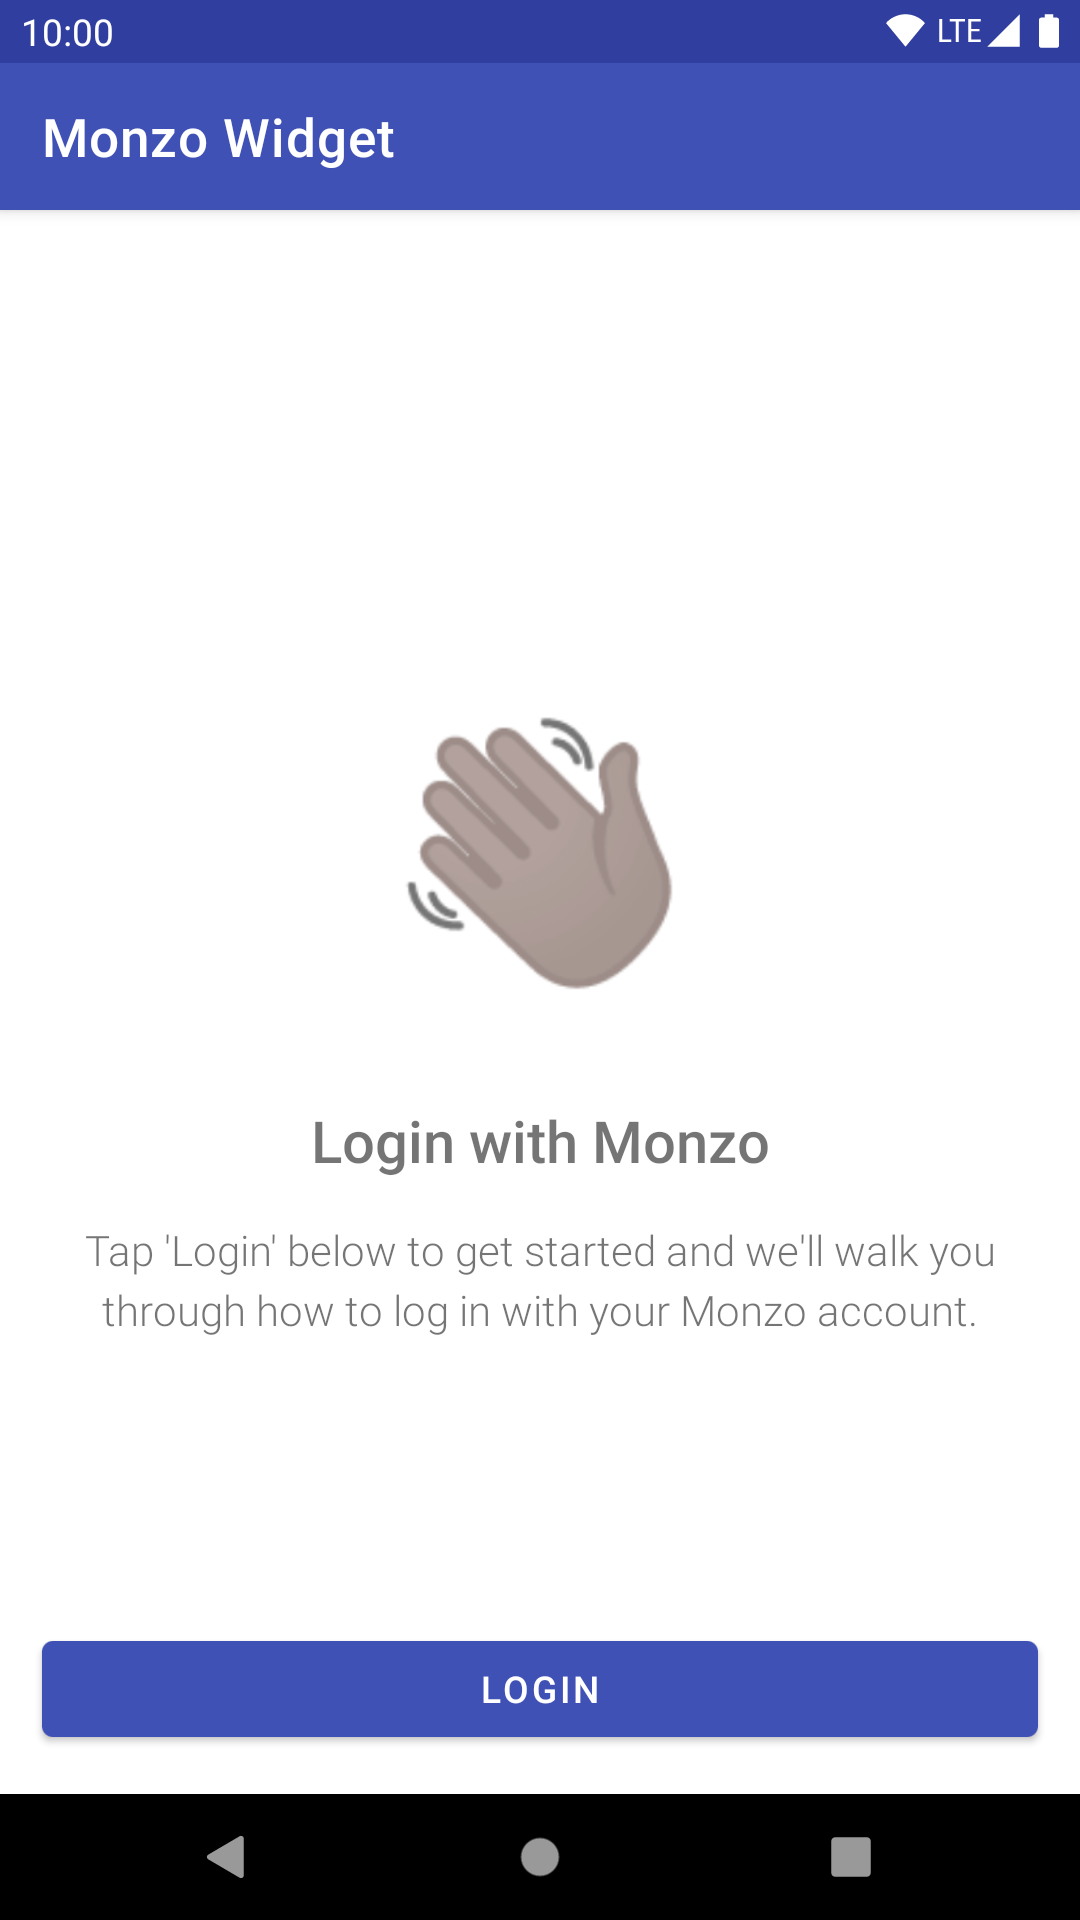 10:00 LTE
Monzo Widget
Login with Monzo
Tap 'Login' below to get started and we'll walk you
through how to log in with your Monzo account.
LOGIN